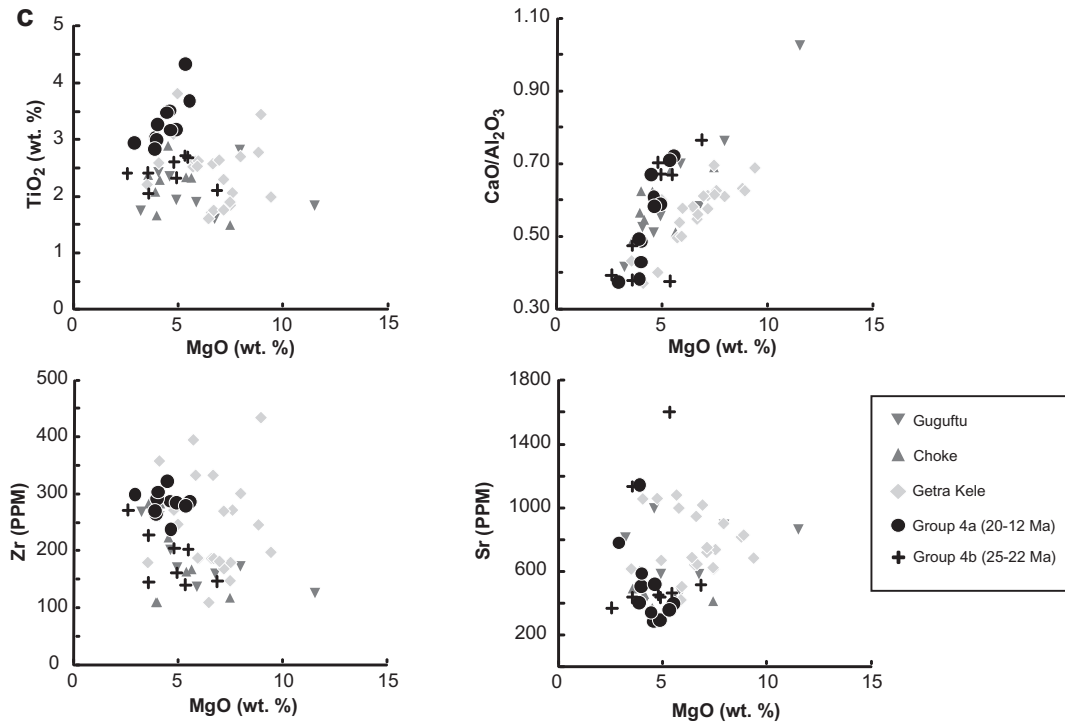 c
5
4
3
2
1
0
TiO2 (wt. %)
0 5 10 15
MgO (wt. %)
1.10
0.90
0.70
0.50
0.30
CaO/Al2O3
0 5 10 15
MgO (wt. %)
500
400
300
200
100
0
Zr (PPM)
0 5 10 15
MgO (wt. %)
1800
1400
1000
600
200
Sr (PPM)
0 5 10 15
MgO (wt. %)
Guguftu
Choke
Getra Kele
Group 4a (20-12 Ma)
Group 4b (25-22 Ma)